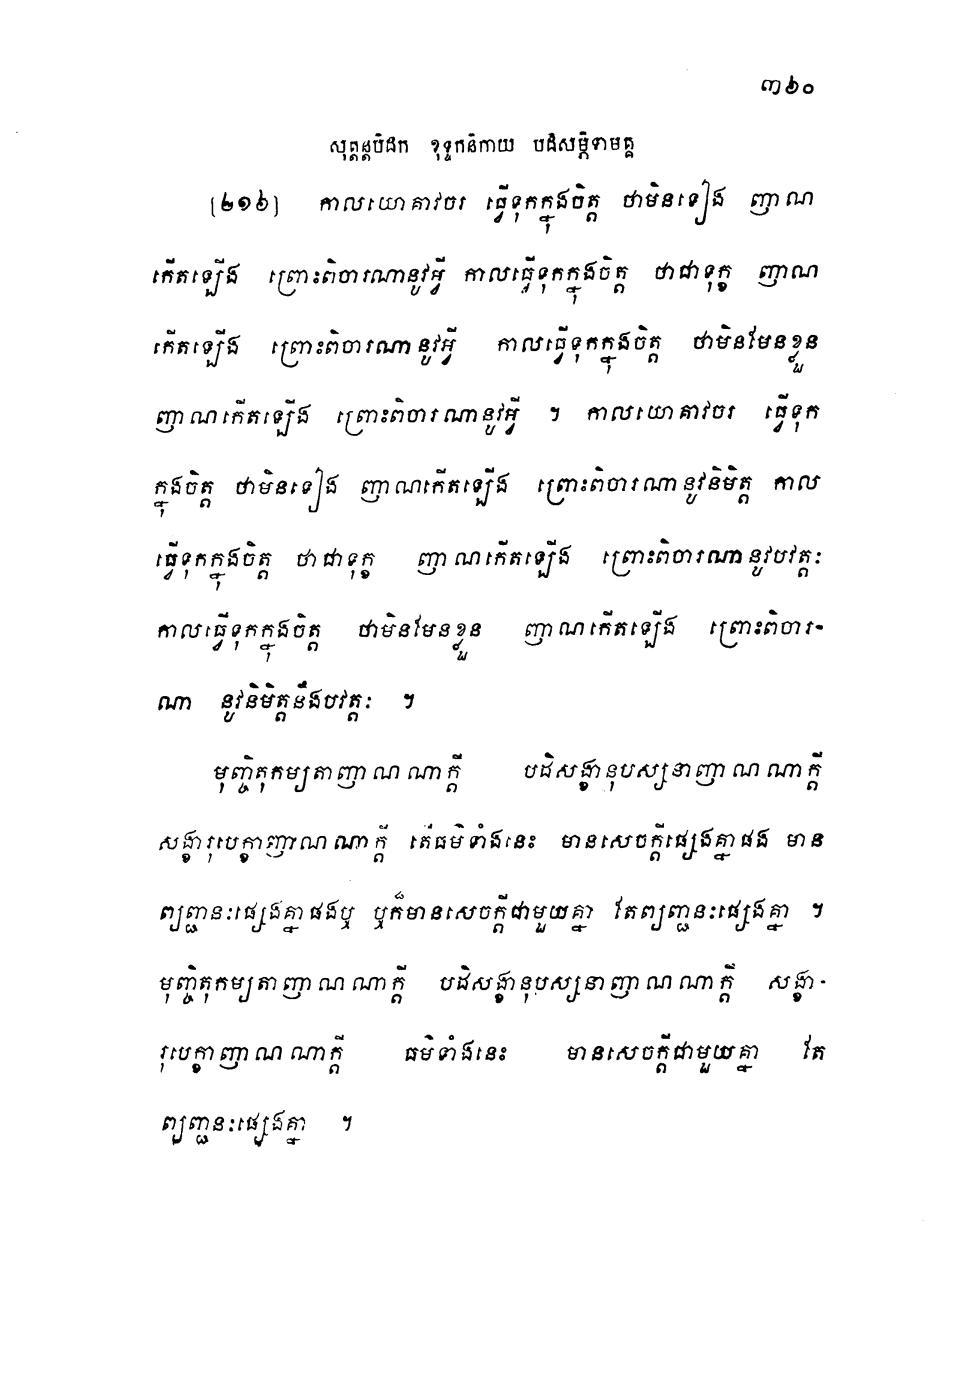 ៣៦០
សុត្តន្តបិដក ខុទ្ទកនិកាយ បដិសម្ភិទាមគ្គ
[២១៦] កាលយោគាវចរ ធ្វើទុកក្នុងចិត្ត ថាមិនទៀង ញាណ
កើតឡើង ព្រោះពិចារណានូវអ្វី កាលធ្វើទុកក្នុងចិត្ត ថាជាទុក្ខ ញាណ
កើតឡើង ព្រោះពិចារណានូវអ្វី កាលធ្វើទុកក្នុងចិត្ត ថាមិនមែនខ្លួន
ញាណកើតឡើង ព្រោះពិចារណានូវអ្វី ។ កាលយោគាវចរ ធ្វើទុក
ក្នុងចិត្ត ថាមិនទៀង ញាណកើតឡើង ព្រោះពិចារណានូវនិមិត្ត កាល
ធ្វើទុកក្នុងចិត្ត ថាជាទុក្ខ ញាណកើតឡើង ព្រោះពិចារណានូវបវត្តៈ
កាលធ្វើទុកក្នុងចិត្ត ថាមិនមែនខ្លួន ញាណកើតឡើង ព្រោះពិចារ-
ណា នូវនិមិត្តនឹងបវត្តៈ ។
មុញ្ចិតុកម្យតាញាណណាក្តី បដិសង្ខានុបស្សនាញាណណាក្តី
សង្ខារុបេក្ខាញាណណាក្តី តើធម៌ទាំងនេះ មានសេចក្តីផ្សេងគ្នាផង មាន
ព្យញ្ជនៈផ្សេងគ្នាផងឬ ឬក៏មានសេចក្តីជាមួយគ្នា តែព្យញ្ជនៈផ្សេងគ្នា ។
មុញ្ចិតុកម្យតាញាណណាក្តី បដិសង្ខានុបស្សនាញាណណាក្តី សង្ខា-
រុបេក្ខាញាណណាក្តី ធម៌ទាំងនេះ មានសេចក្តីជាមួយគ្នា តែ
ព្យញ្ជនៈផ្សេងគ្នា ។